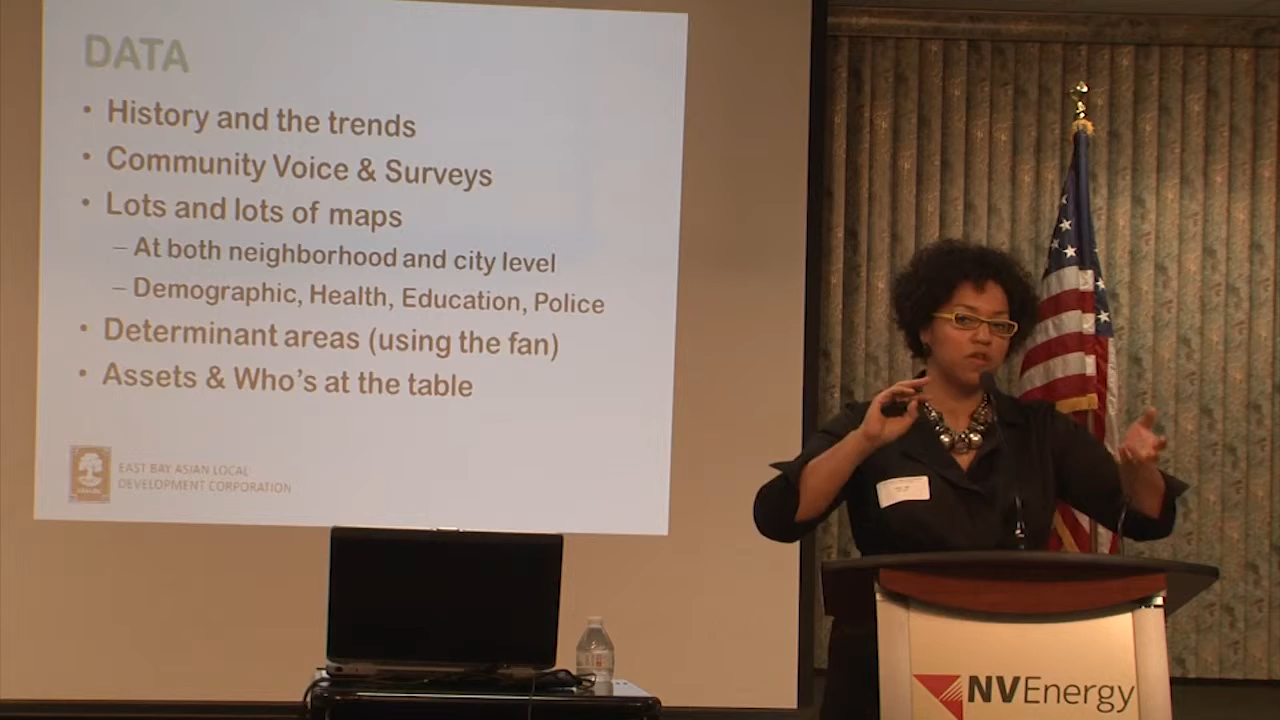 DATA
• History and the trends
• Community Voice & Surveys
• Lots and lots of maps
– At both neighborhood and city level
– Demographic, Health, Education, Police
• Determinant areas (using the fan)
• Assets & Who's at the table
EAST BAY ASIAN LOCAL
DEVELOPMENT CORPORATION
NVEnergy